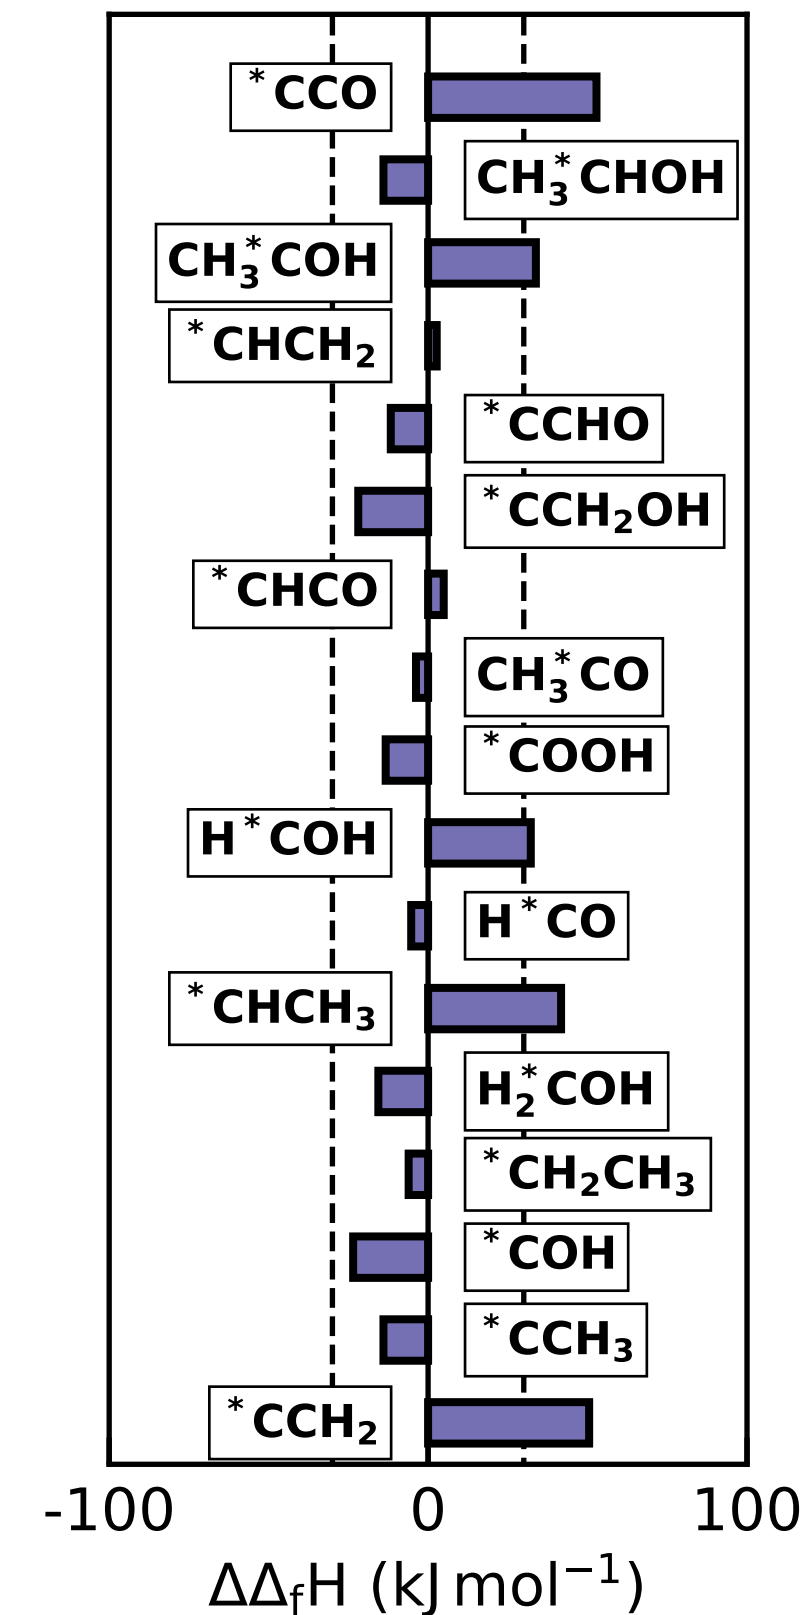 *CCO
CH₃*CHOH
CH₃*COH
*CHCH₂
*CCHO
*CCH₂OH
*CHCO
CH₃*CO
*COOH
H*COH
H*CO
*CHCH₃
H₂*COH
*CH₂CH₃
*COH
*CCH₃
*CCH₂
-100 0 100
ΔΔfH (kJ mol⁻¹)